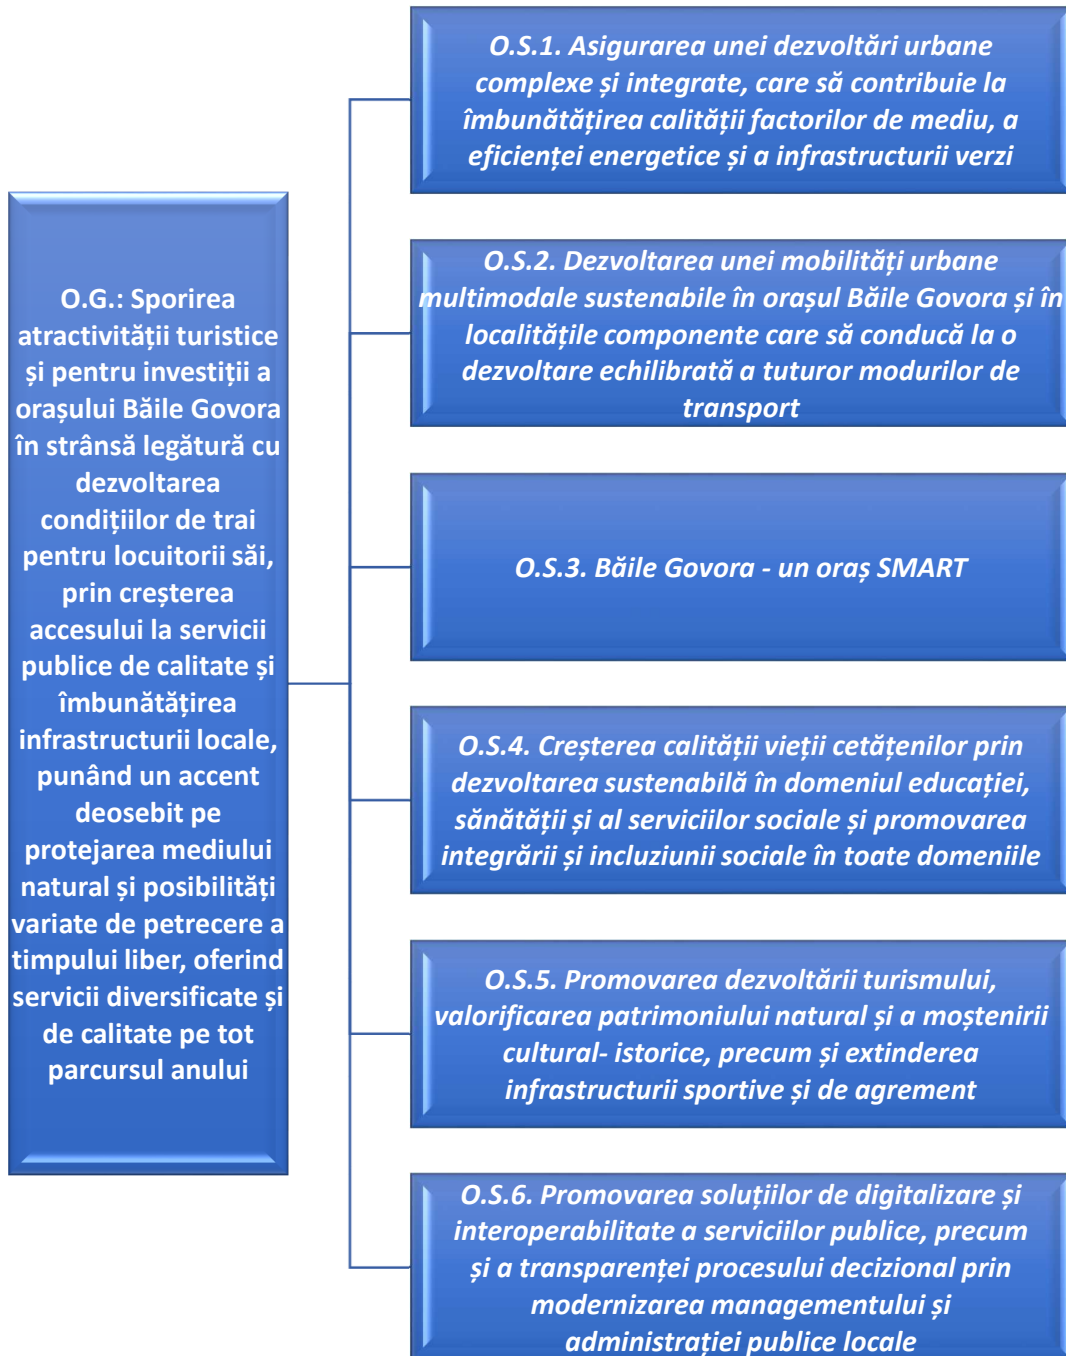 O.G.: Sporirea
atractivității turistice
și pentru investiții a
orașului Băile Govora
în strânsă legătură cu
dezvoltarea
condițiilor de trai
pentru locuitorii săi,
prin creșterea
accesului la servicii
publice de calitate și
îmbunătățirea
infrastructurii locale,
punând un accent
deosebit pe
protejarea mediului
natural și posibilități
variate de petrecere a
timpului liber, oferind
servicii diversificate și
de calitate pe tot
parcursul anului
O.S.1. Asigurarea unei dezvoltări urbane
complexe și integrate, care să contribuie la
îmbunătățirea calității factorilor de mediu, a
eficienței energetice și a infrastructurii verzi
O.S.2. Dezvoltarea unei mobilități urbane
multimodale sustenabile în orașul Băile Govora și în
localitățile componente care să conducă la o
dezvoltare echilibrată a tuturor modurilor de
transport
O.S.3. Băile Govora - un oraș SMART
O.S.4. Creșterea calității vieții cetățenilor prin
dezvoltarea sustenabilă în domeniul educației,
sănătății și al serviciilor sociale și promovarea
integrării și incluziunii sociale în toate domeniile
O.S.5. Promovarea dezvoltării turismului,
valorificarea patrimoniului natural și a moștenirii
cultural- istorice, precum și extinderea
infrastructurii sportive și de agrement
O.S.6. Promovarea soluțiilor de digitalizare și
interoperabilitate a serviciilor publice, precum
și a transparenței procesului decizional prin
modernizarea managementului și
administrației publice locale